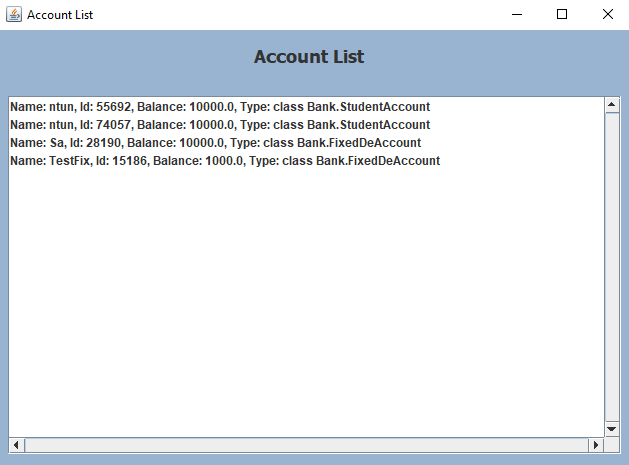 Account List
Account List
Name: ntun, Id: 55692, Balance: 10000.0, Type: class Bank.StudentAccount
Name: ntun, Id: 74057, Balance: 10000.0, Type: class Bank.StudentAccount
Name: Sa, Id: 28190, Balance: 10000.0, Type: class Bank.FixedDeAccount
Name: TestFix, Id: 15186, Balance: 1000.0, Type: class Bank.FixedDeAccount